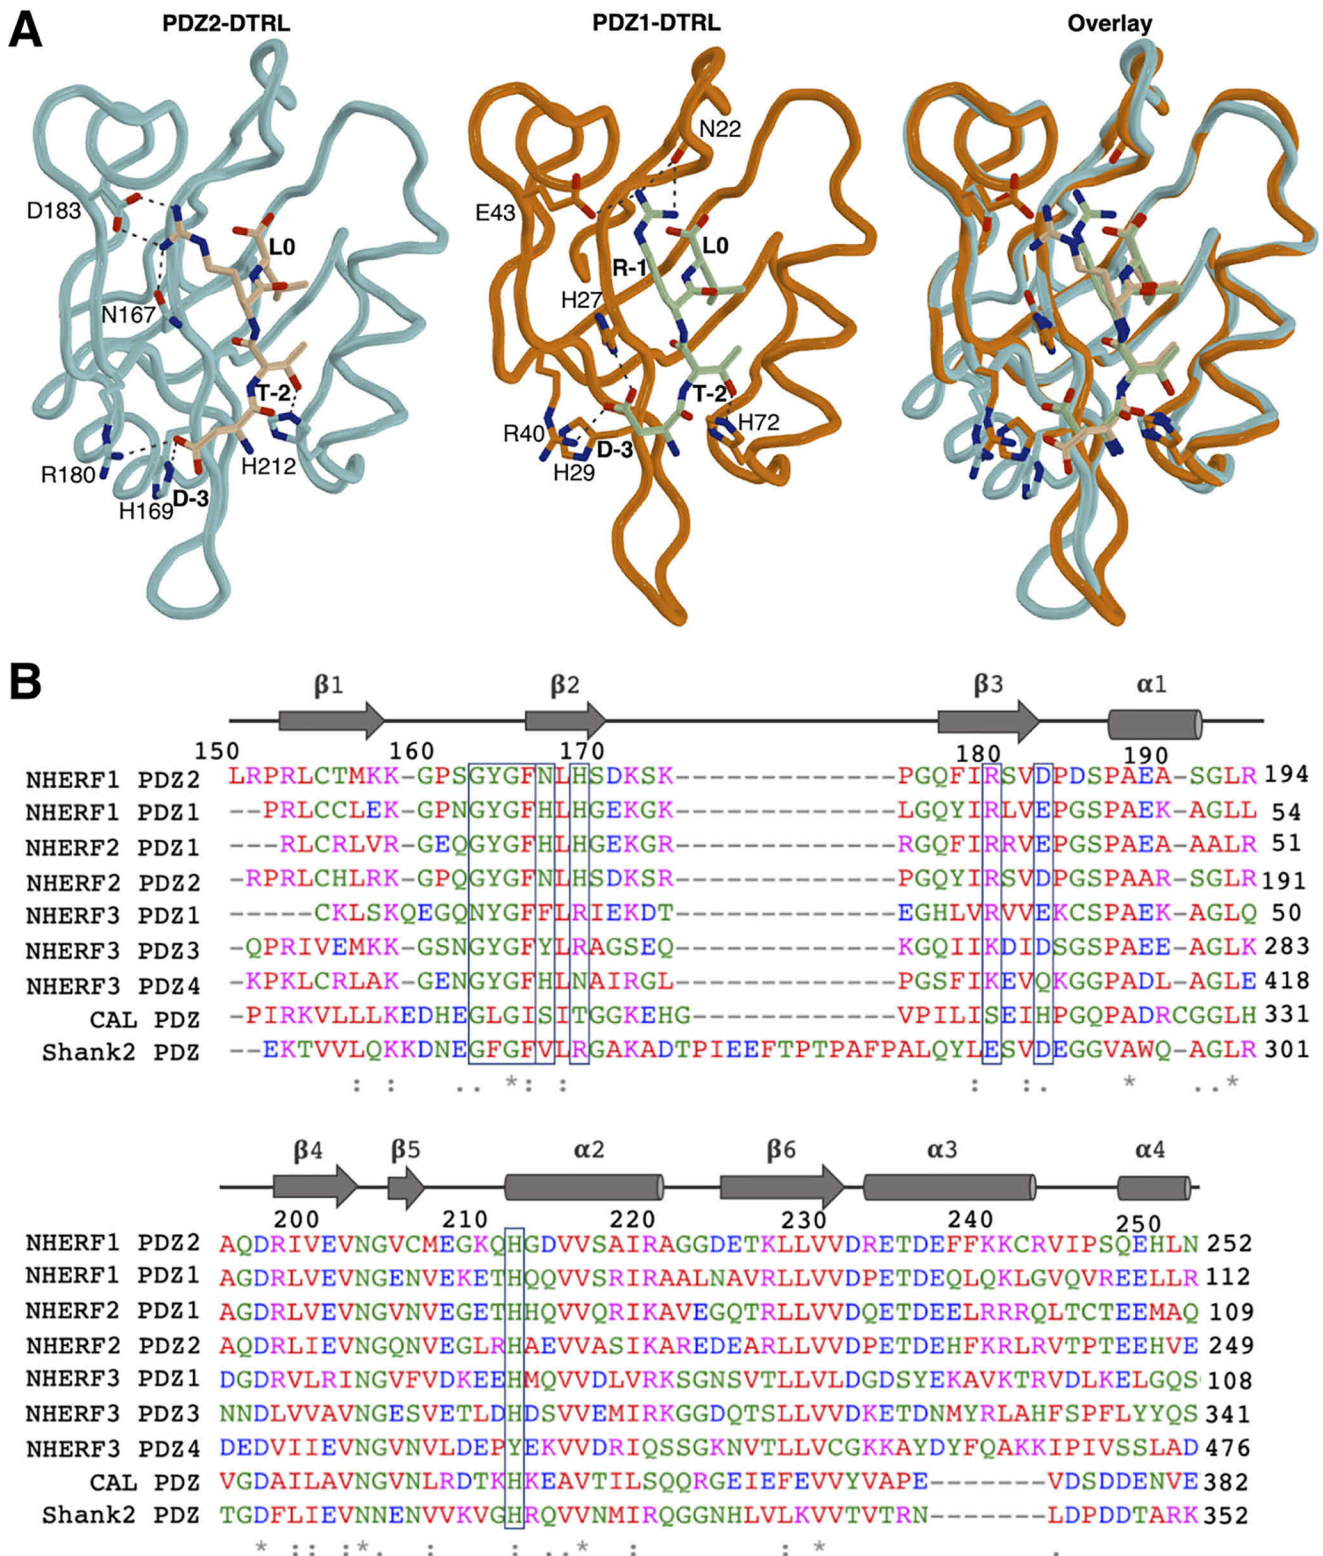 A
PDZ2-DTRL
PDZ1-DTRL
Overlay
N22
D183
E43
L0
L0
R-1
N167
H27
T-2
T-2
R40
H72
R180
H212
H29
D-3
H169
D-3
B
β1 β2 β3 α1
150 160 170 180 190
NHERF1 PDZ2 LRPRLCTMKK-GPSGYGFNLHSDKSK-------------PGQFIRSVDPDSPAEA-SGLR 194
NHERF1 PDZ1 --PRLCCLEK-GPNGYGFHLHGEKGK-------------LGQYIRLVEPGSPAEK-AGLL 54
NHERF2 PDZ1 ---RLCRLVR-GEQGYGFHLHGEKGR-------------RGQFIRRVEPGSPAEA-AALR 51
NHERF2 PDZ2 -RPRLCHLRK-GPQGYGFNLHSDKSR-------------PGQYIRSVDPGSPAAR-SGLR 191
NHERF3 PDZ1 -----CKLSKQEGQNYGFFLRIEKDT-------------EGHLVRVVEKCSPAEK-AGLQ 50
NHERF3 PDZ3 -QPRIVEMKK-GSNGYGFYLRAGSEQ-------------KGQIIKDIDSGSPAEE-AGLK 283
NHERF3 PDZ4 -KPKLCRLAK-GENGYGFHLNAIRGL-------------PGSFIKEVQKGGPADL-AGLE 418
CAL PDZ -PIRKVLLLKEDHEGLGISITGGKEHG------------VPILISEIHPGQPADRCGGLH 331
Shank2 PDZ --EKTVVLQKKDNEGFGFVLRGAKADTPIEEFTPTPAFPALQYLESVDEGGVAWQ-AGLR 301
: : .. *: : : :. * ..*
β4 β5 α2 β6 α3 α4
200 210 220 230 240 250
NHERF1 PDZ2 AQDRIVEVNGVCMEGKQHGDVVSAIRAGGDETKLLVVDRETDEFFKKCRVIPSQEHLN 252
NHERF1 PDZ1 AGDRLVEVNGENVEKETHQQVVSRIRAALNAVRLLVVDPETDEQLQKLGVQVREELLR 112
NHERF2 PDZ1 AGDRLVEVNGVNVEGETHHQVVQRIKAVEGQTRLLVVDQETDEELRRRQLTCTEEMAQ 109
NHERF2 PDZ2 AQDRLIEVNGQNVEGLRHAEVVASIKAREDEARLLVVDPETDEHFKRLRVTPTEEHVE 249
NHERF3 PDZ1 DGDRVLRINGVFVDKEEHMQVVDLVRKSGNSVTLLVLDGDSYEKAVKTRVDLKELGQS 108
NHERF3 PDZ3 NNDLVVAVNGESVETLDHDSVVEMIRKGGDQTSLLVVDKETDNMYRLAHFSPFLYYQS 341
NHERF3 PDZ4 DEDVIIEVNGVNVLDEPYEKVVDRIQSSGKNVTLLVCGKKAYDYFQAKKIPIVSSLAD 476
CAL PDZ VGDAILAVNGVNLRDTKHKEAVTILSQQRGEIEFEVVYVAPE-------VDSDDENVE 382
Shank2 PDZ TGDFLIEVNNENVVKVGHRQVVNMIRQGGNHLVLKVVTVTRN-------LDPDDTARK 352
* :: :*. : : ..* : : * .